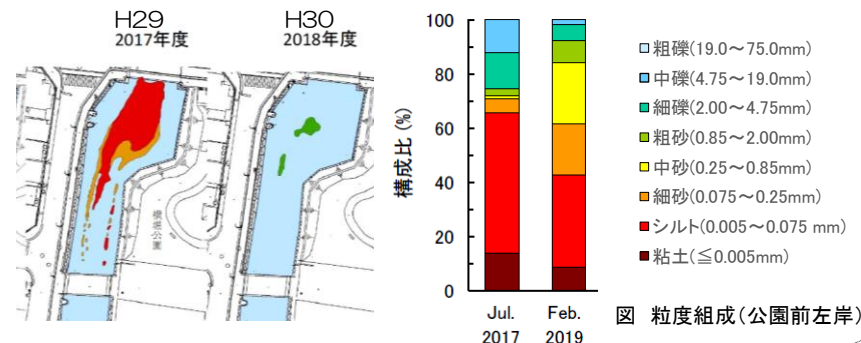 H29
2017年度
H30
2018年度
横堤公園
構成比 (%)
100
80
60
40
20
0
Jul.
2017
Feb.
2019
粗礫(19.0～75.0mm)
中礫(4.75～19.0mm)
細礫(2.00～4.75mm)
粗砂(0.85～2.00mm)
中砂(0.25～0.85mm)
細砂(0.075～0.25mm)
シルト(0.005～0.075 mm)
粘土(≦0.005mm)
図 粒度組成(公園前左岸)